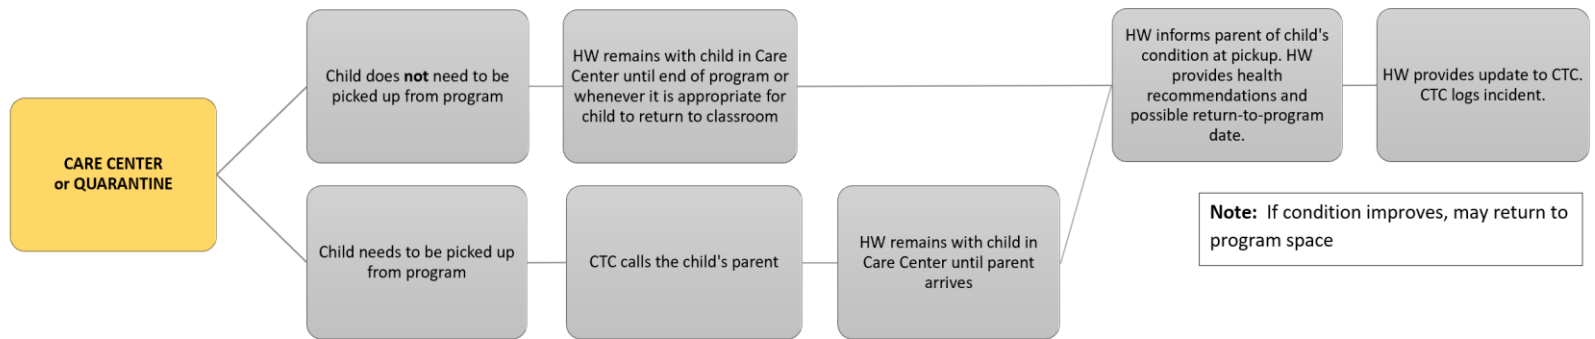 CARE CENTER
or QUARANTINE
Child does not need to be
picked up from program
HW remains with child in Care
Center until end of program or
whenever it is appropriate for
child to return to classroom
Child needs to be picked up
from program
CTC calls the child's parent
HW remains with child in
Care Center until parent
arrives
HW informs parent of child's
condition at pickup. HW
provides health
recommendations and
possible return-to-program
date.
HW provides update to CTC.
CTC logs incident.
Note: If condition improves, may return to
program space